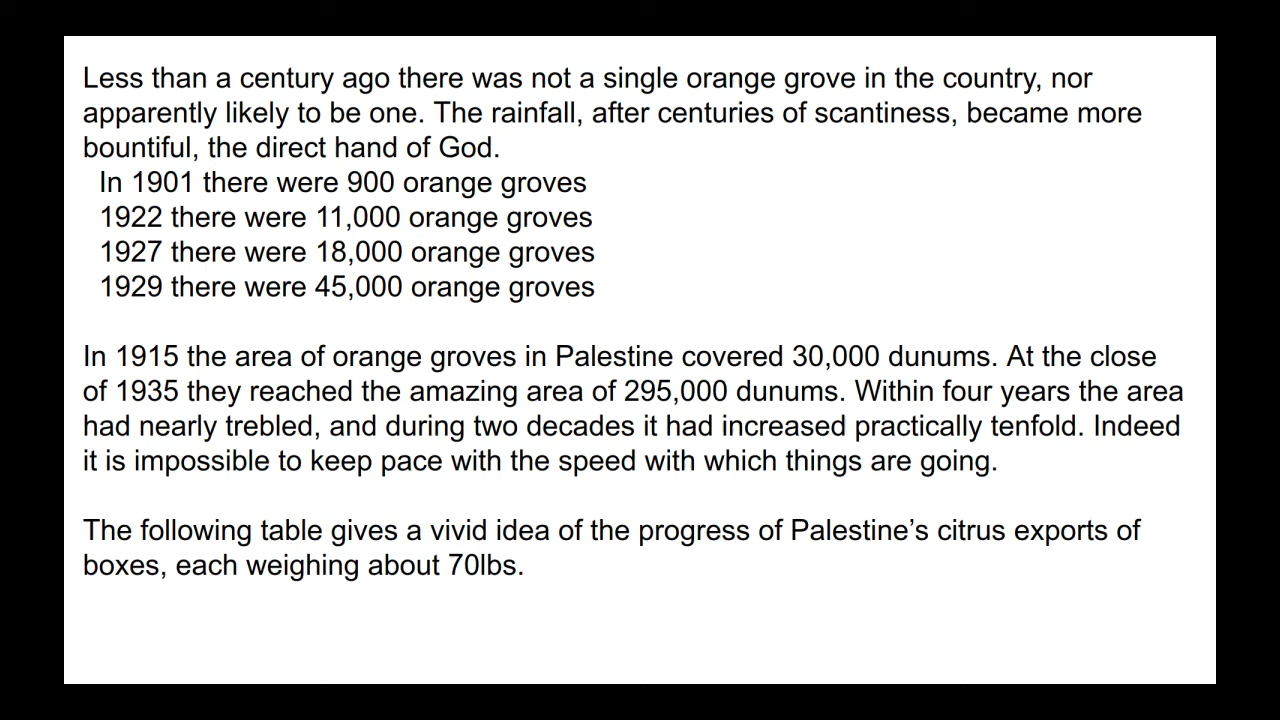 Less than a century ago there was not a single orange grove in the country, nor
apparently likely to be one. The rainfall, after centuries of scantiness, became more
bountiful, the direct hand of God.
In 1901 there were 900 orange groves
1922 there were 11,000 orange groves
1927 there were 18,000 orange groves
1929 there were 45,000 orange groves
In 1915 the area of orange groves in Palestine covered 30,000 dunums. At the close
of 1935 they reached the amazing area of 295,000 dunums. Within four years the area
had nearly trebled, and during two decades it had increased practically tenfold. Indeed
it is impossible to keep pace with the speed with which things are going.
The following table gives a vivid idea of the progress of Palestine’s citrus exports of
boxes, each weighing about 70lbs.